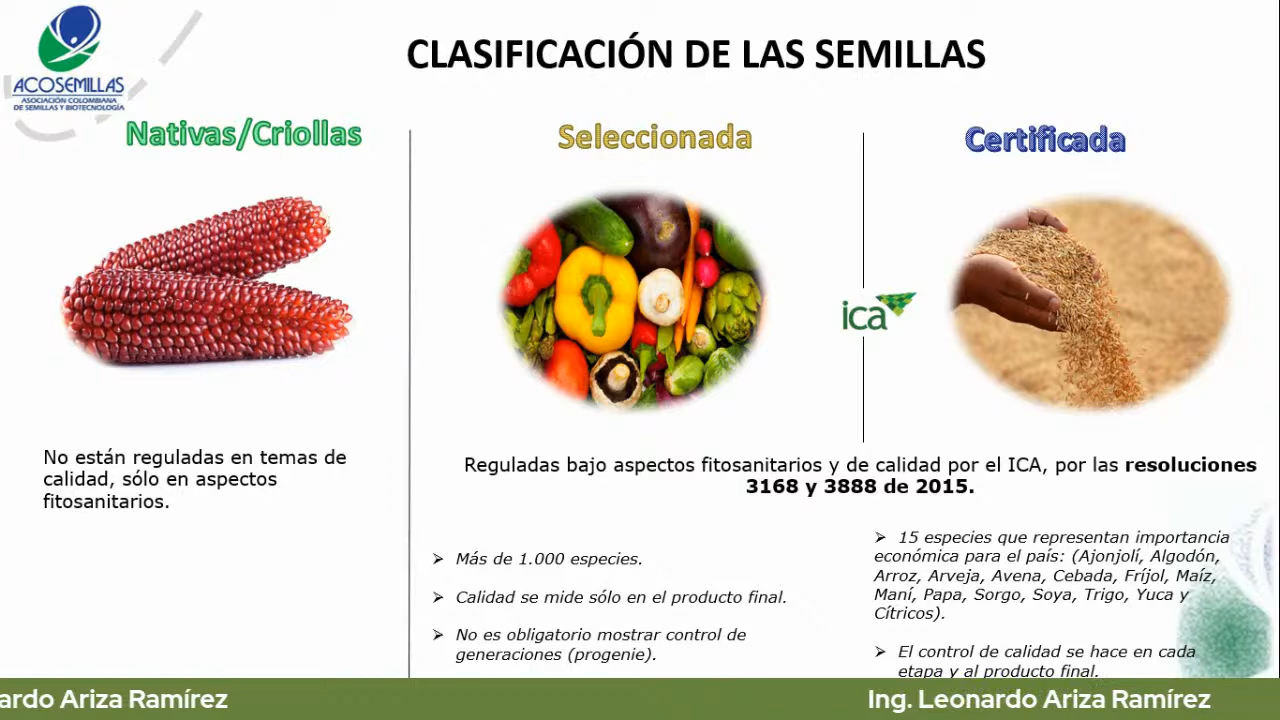 ACOSEMILLAS
ASOCIACIÓN COLOMBIANA
DE SEMILLAS Y BIOTECNOLOGÍA
CLASIFICACIÓN DE LAS SEMILLAS
Nativas/Criollas
No están reguladas en temas de
calidad, sólo en aspectos
fitosanitarios.
Seleccionada
Certificada
ica
Reguladas bajo aspectos fitosanitarios y de calidad por el ICA, por las resoluciones
3168 y 3888 de 2015.
➢ Más de 1.000 especies.
➢ Calidad se mide sólo en el producto final.
➢ No es obligatorio mostrar control de
generaciones (progenie).
➢ 15 especies que representan importancia
económica para el país: (Ajonjolí, Algodón,
Arroz, Arveja, Avena, Cebada, Fríjol, Maíz,
Maní, Papa, Sorgo, Soya, Trigo, Yuca y
Cítricos).
➢ El control de calidad se hace en cada
etapa y al producto final.
ardo Ariza Ramírez
Ing. Leonardo Ariza Ramírez